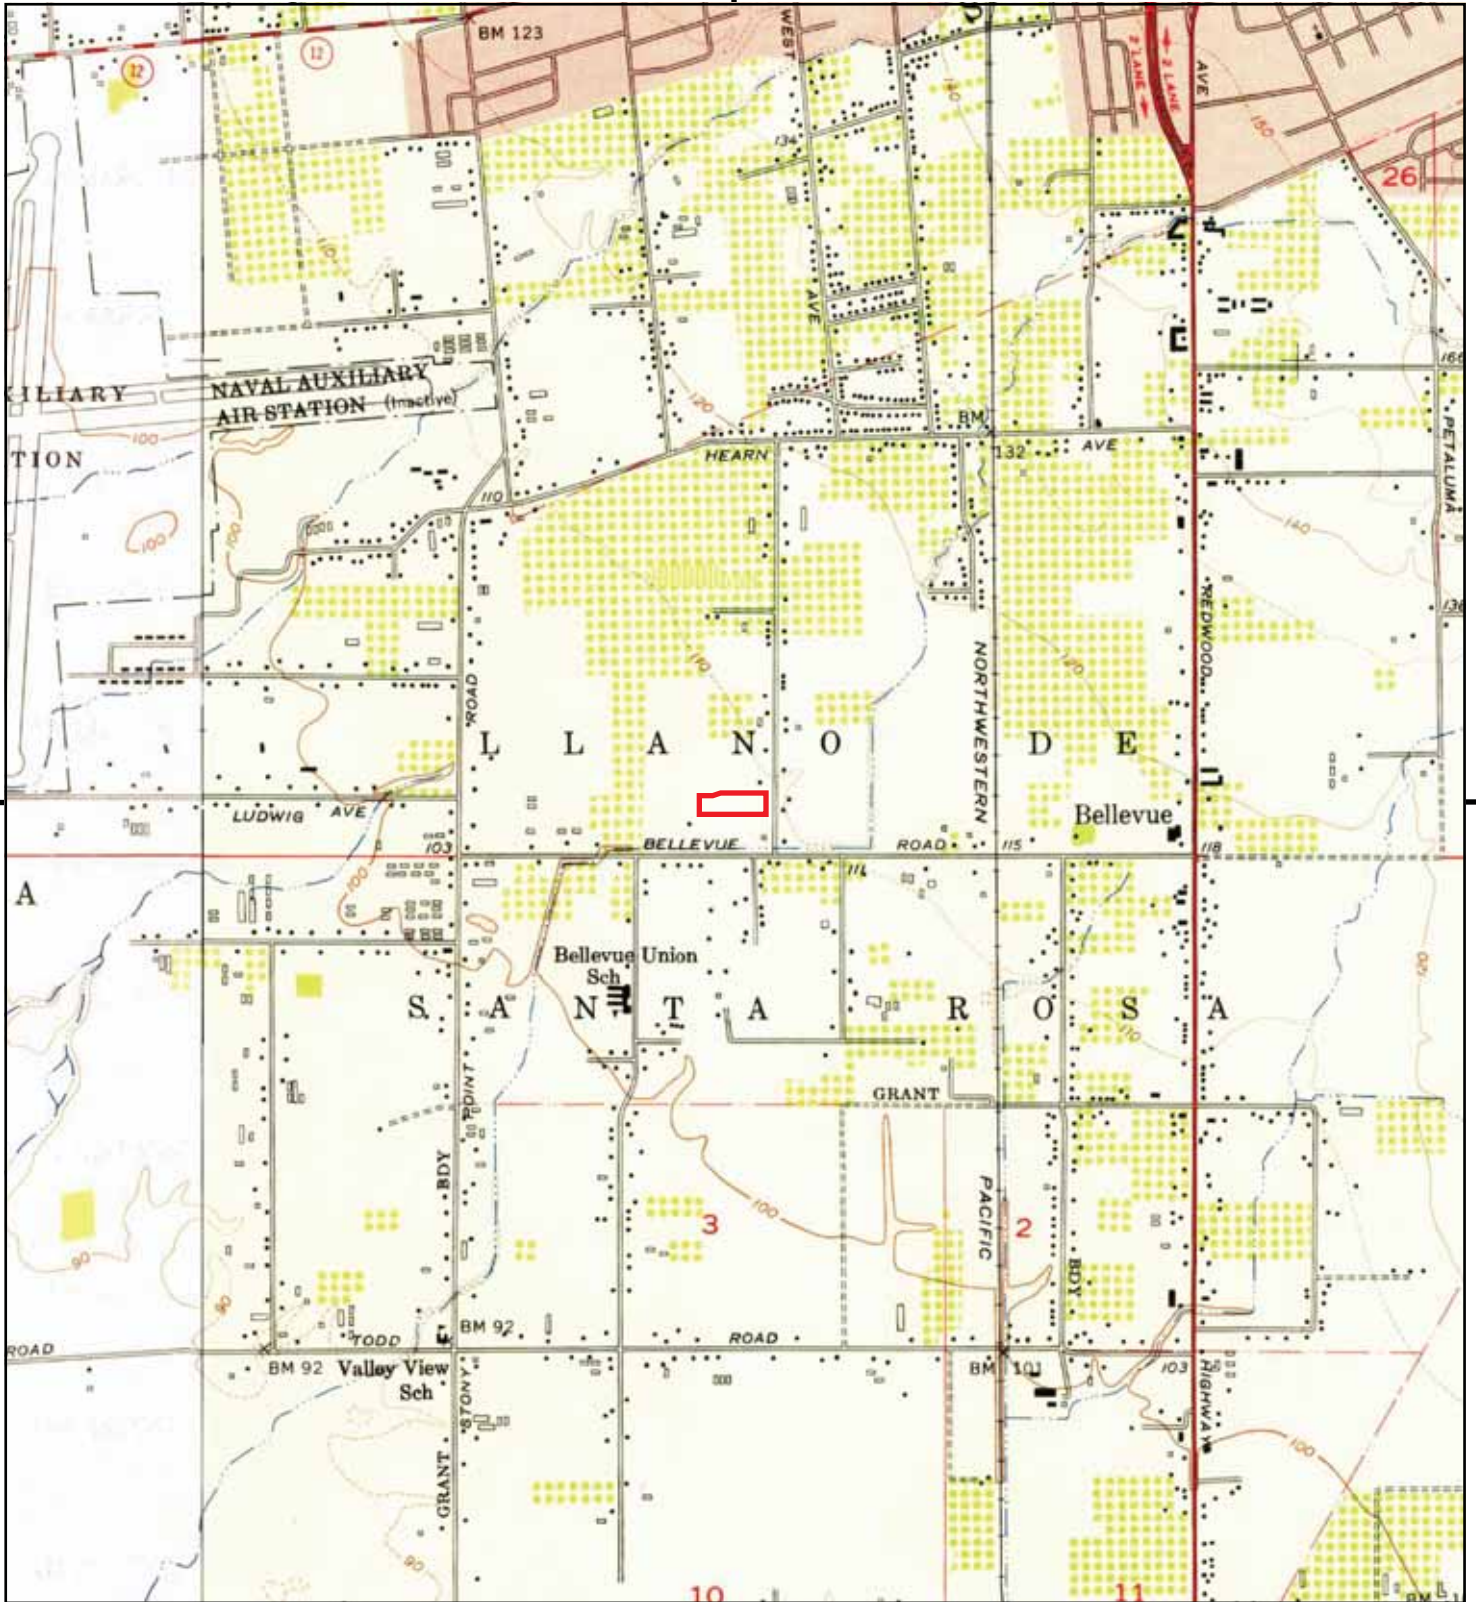 BM 123
WEST
12
12
2 LANE
2 LANE
AVE
134
140
150
26
110
AVE
166
XILIARY
NAVAL AUXILIARY
AIR STATION (Inactive)
120
BM
132
AVE
100
TION
HEARN
PETALUMA
110
100
100
140
REDWOOD
138
NORTHWESTERN
110
120
ROAD
L L A N O D E
LUDWIG AVE
Bellevue
103
BELLEVUE
ROAD
115
118
A
100
114
Bellevue Union
Sch
S A N T A R O S A
110
POINT
GRANT
BDY
3
100
PACIFIC
2
BDY
90
90
TODD
BM 92
ROAD
ROAD
BM 92
Valley View
Sch
BM 101
103
STONY
HIGHWAY
100
GRANT
90
10
11
BM